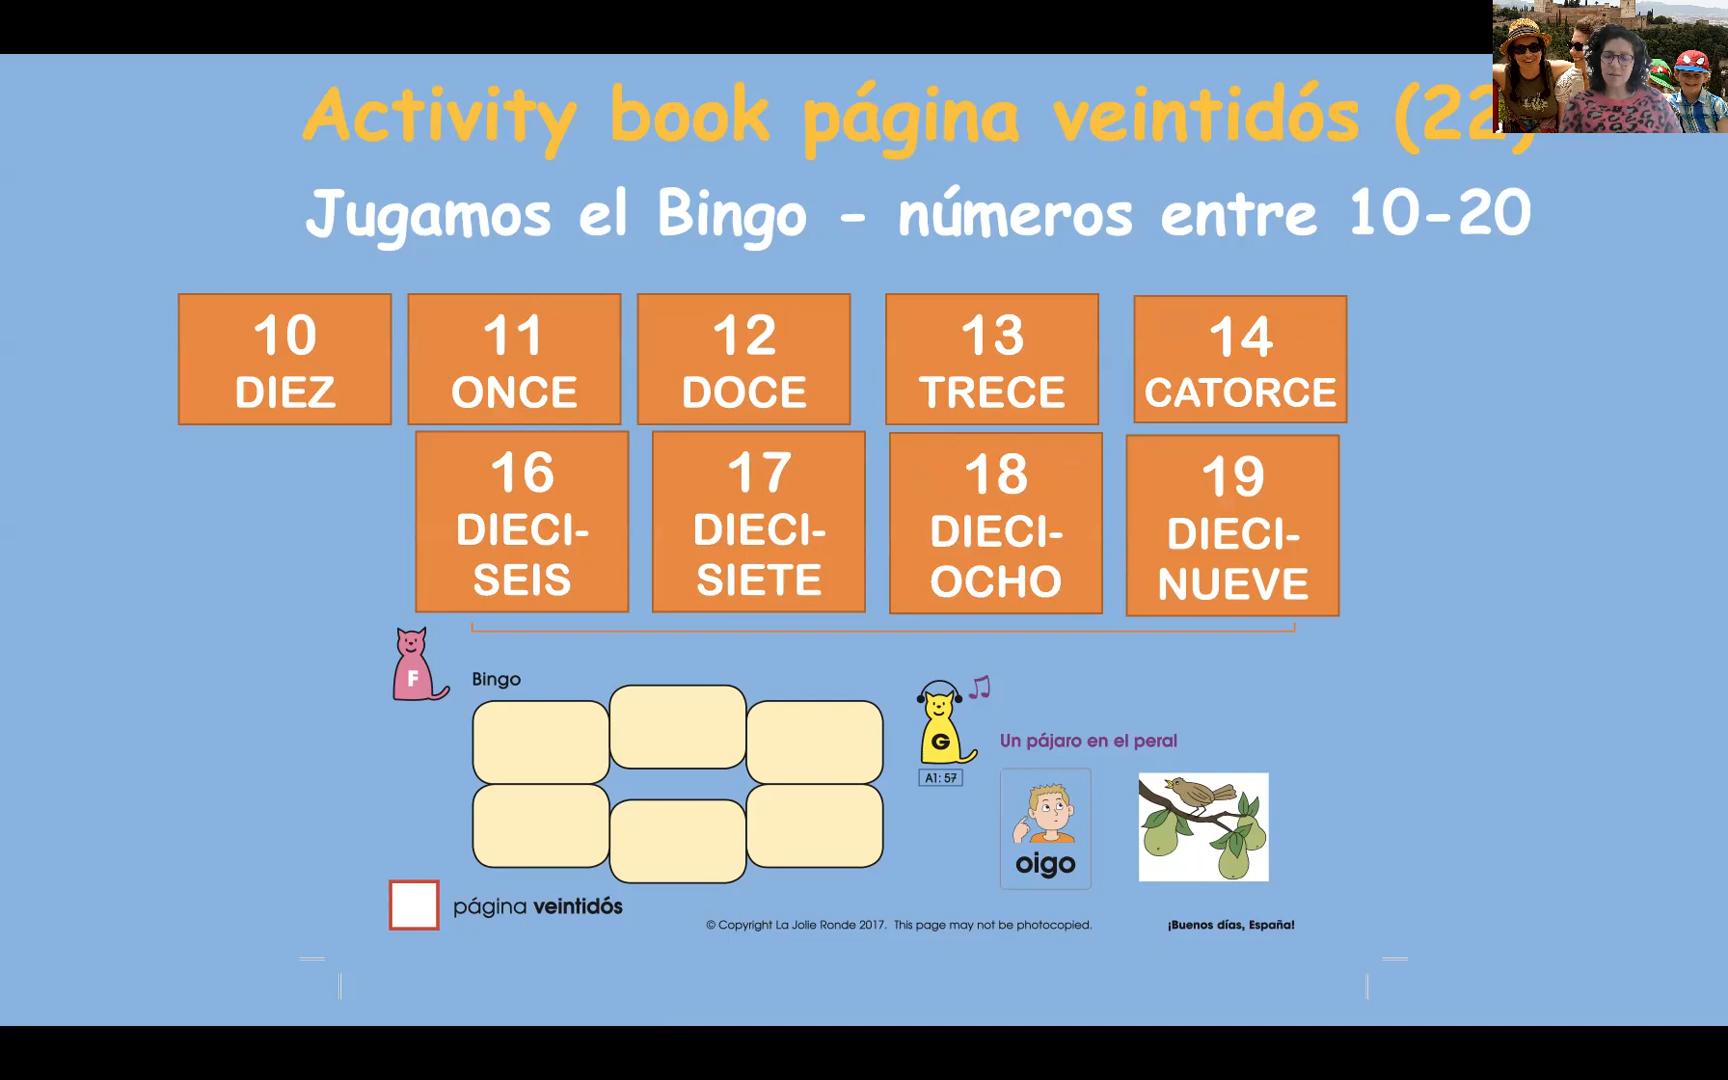 Activity book página veintidós (22)
Jugamos el Bingo - números entre 10-20
10
DIEZ
11
ONCE
12
DOCE
13
TRECE
14
CATORCE
16
DIECI-
SEIS
17
DIECI-
SIETE
18
DIECI-
OCHO
19
DIECI-
NUEVE
F
Bingo
G
A1: 57
Un pájaro en el peral
oigo
página veintidós
© Copyright La Jolie Ronde 2017. This page may not be photocopied.
¡Buenos días, España!